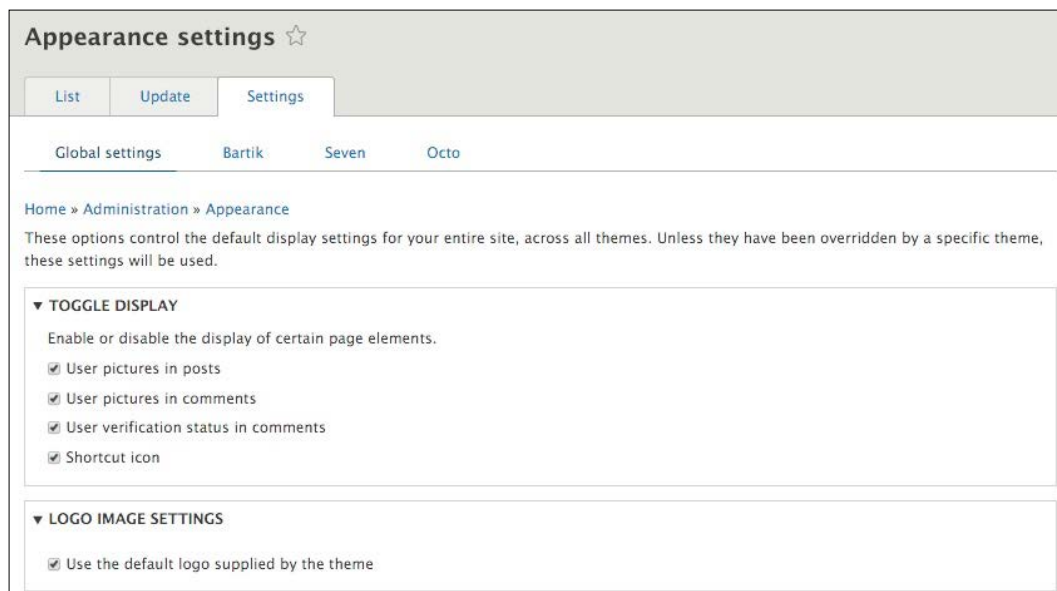 Appearance settings
List Update Settings
Global settings Bartik Seven Octo
Home » Administration » Appearance
These options control the default display settings for your entire site, across all themes. Unless they have been overridden by a specific theme,
these settings will be used.
TOGGLE DISPLAY
Enable or disable the display of certain page elements.
User pictures in posts
User pictures in comments
User verification status in comments
Shortcut icon
LOGO IMAGE SETTINGS
Use the default logo supplied by the theme